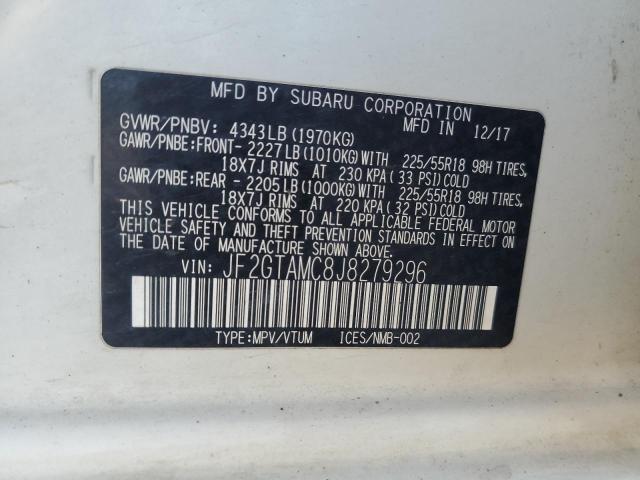 MFD BY SUBARU CORPORATION
GVWR/PNBV: 4343LB(1970KG) MFD IN 12/17
GAWR/PNBE:FRONT- 2227LB(1010KG)WITH 225/55R18 98H TIRES,
18X7J RIMS AT 230 KPA( 33 PSI)COLD
GAWR/PNBE:REAR - 2205LB(1000KG)WITH 225/55R18 98H TIRES,
18X7J RIMS AT 220 KPA( 32 PSI)COLD
THIS VEHICLE CONFORMS TO ALL APPLICABLE FEDERAL MOTOR
VEHICLE SAFETY AND THEFT PREVENTION STANDARDS IN EFFECT ON
THE DATE OF MANUFACTURE SHOWN ABOVE.
VIN: JF2GTAMC8J8279296
TYPE:MPV/VTUM ICES/NMB-002